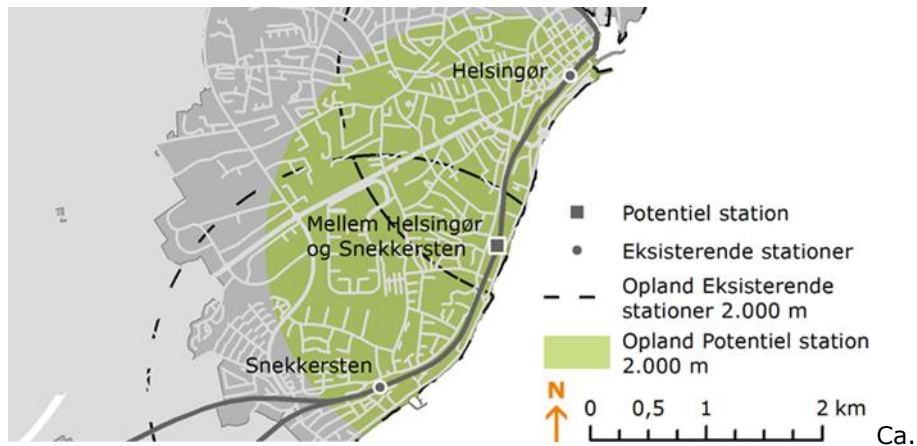 Helsingør
Mellem Helsingør
og Snekkersten
Snekkersten
Potentiel station
Eksisterende stationer
Opland Eksisterende
stationer 2.000 m
Opland Potentiel station
2.000 m
N
0 0,5 1 2 km
Ca.